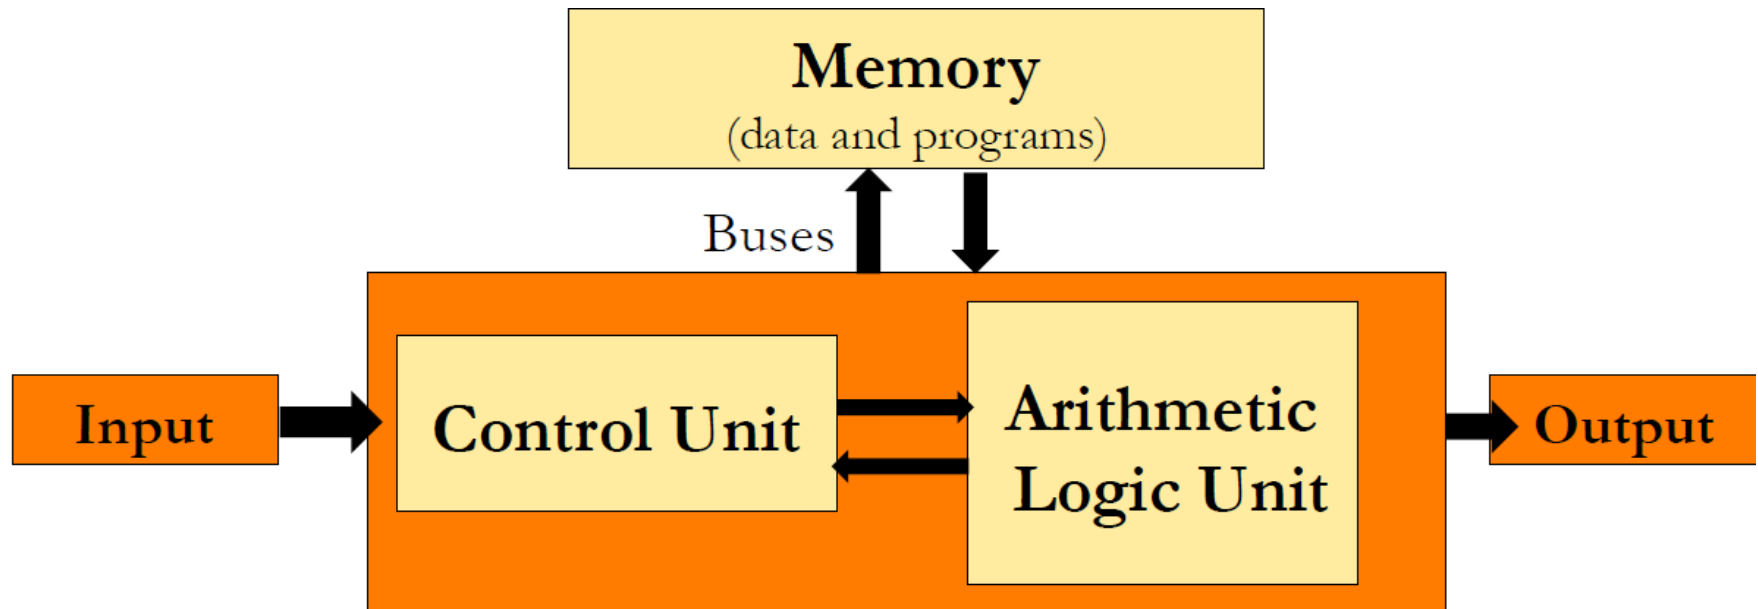 Memory
(data and programs)
Buses
Input
Control Unit
Arithmetic
Logic Unit
Output